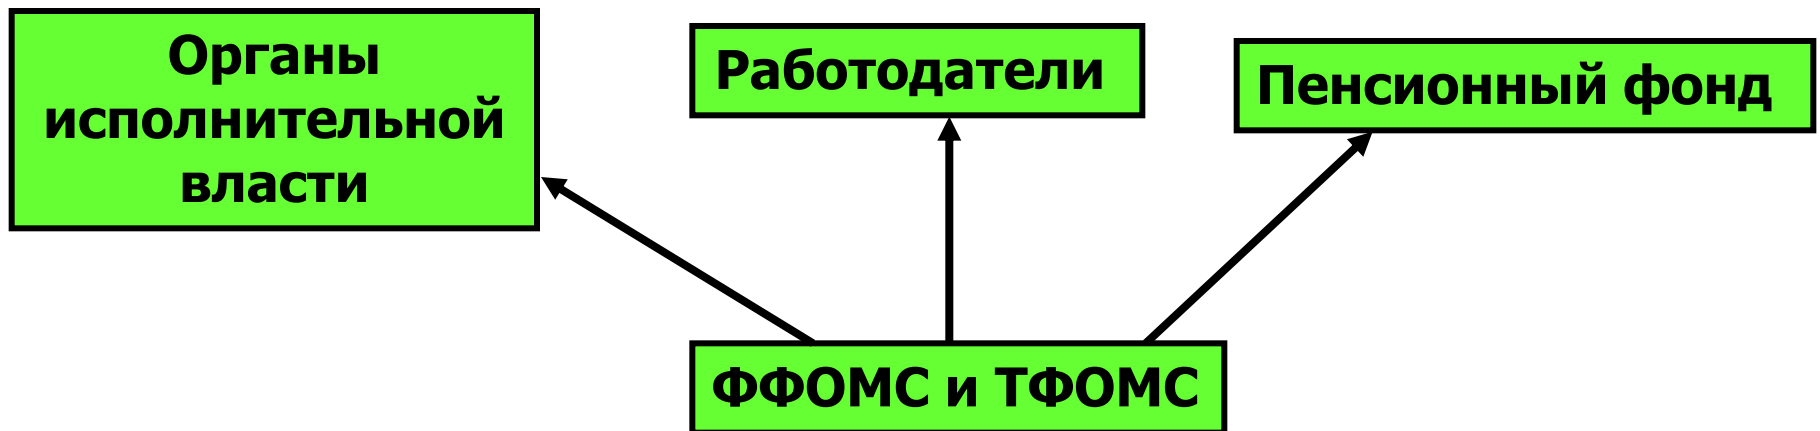 Органы
исполнительной
власти
Работодатели
Пенсионный фонд
ФФОМС и ТФОМС